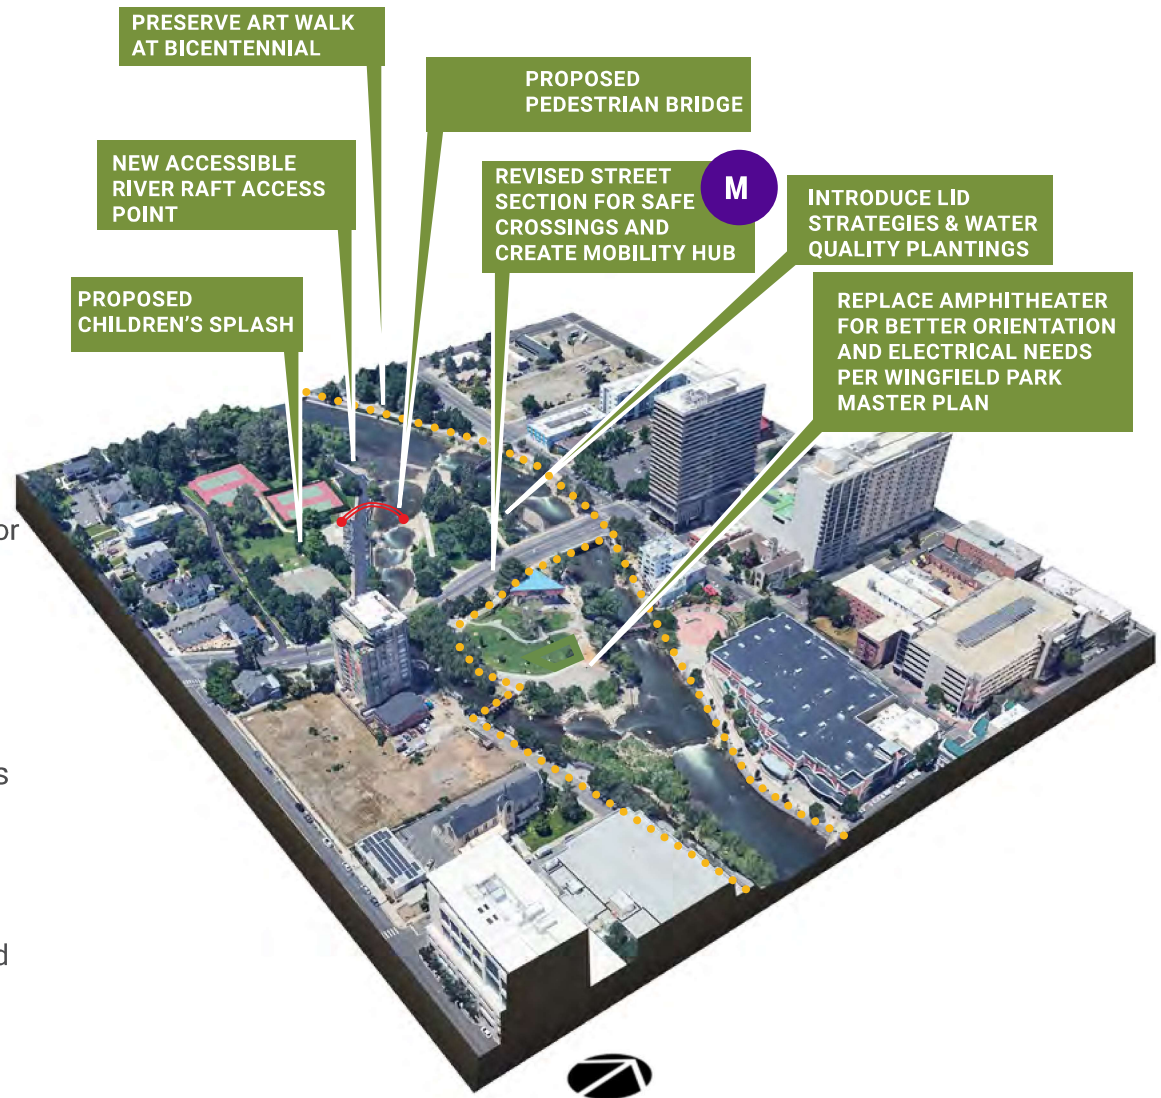 PRESERVE ART WALK
AT BICENTENNIAL
PROPOSED
PEDESTRIAN BRIDGE
NEW ACCESSIBLE
RIVER RAFT ACCESS
POINT
REVISED STREET
SECTION FOR SAFE
CROSSINGS AND
CREATE MOBILITY HUB
M
INTRODUCE LID
STRATEGIES & WATER
QUALITY PLANTINGS
PROPOSED
CHILDREN'S SPLASH
REPLACE AMPHITHEATER
FOR BETTER ORIENTATION
AND ELECTRICAL NEEDS
PER WINGFIELD PARK
MASTER PLAN
or
s
d